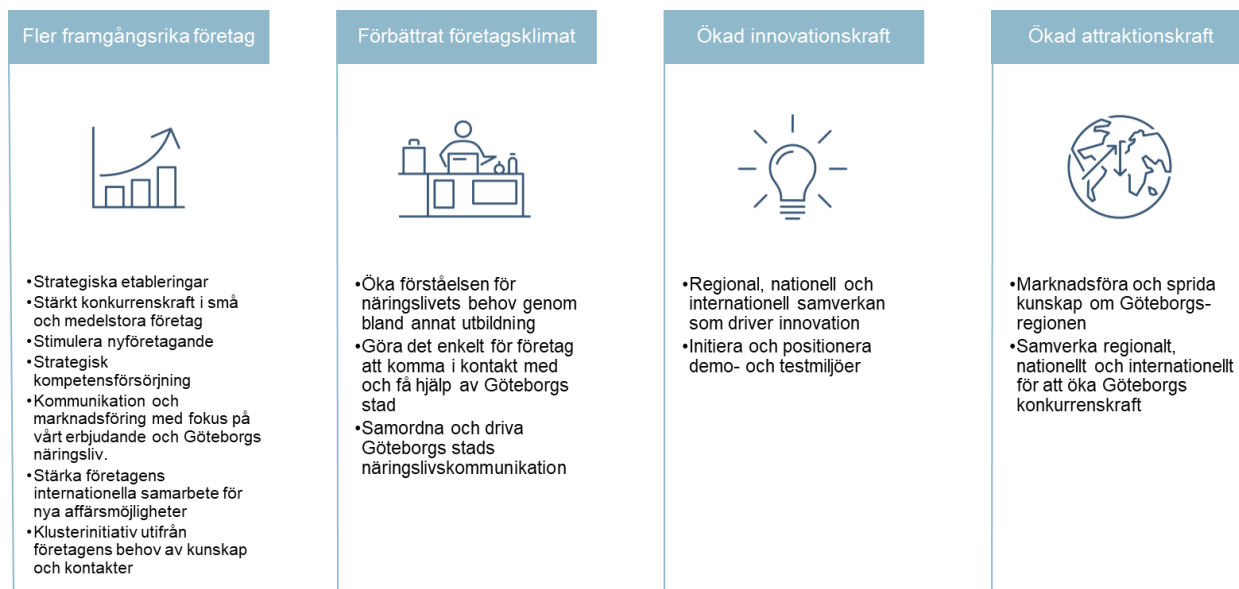 Fler framgångsrika företag
•Strategiska etableringar
•Stärkt konkurrenskraft i små
och medelstora företag
•Stimulera nyföretagande
•Strategisk
kompetensförsörjning
•Kommunikation och
marknadsföring med fokus på
vårt erbjudande och Göteborgs
näringsliv.
•Stärka företagens
internationella samarbete för
nya affärsmöjligheter
•Klusterinitiativ utifrån
företagens behov av kunskap
och kontakter
Förbättrat företagsklimat
•Öka förståelsen för
näringslivets behov genom
bland annat utbildning
•Göra det enkelt för företag
att komma i kontakt med
och få hjälp av Göteborgs
stad
•Samordna och driva
Göteborgs stads
näringslivskommunikation
Ökad innovationskraft
•Regional, nationell och
internationell samverkan
som driver innovation
•Initiera och positionera
demo- och testmiljöer
Ökad attraktionskraft
•Marknadsföra och sprida
kunskap om Göteborgs-
regionen
•Samverka regionalt,
nationellt och internationellt
för att öka Göteborgs
konkurrenskraft